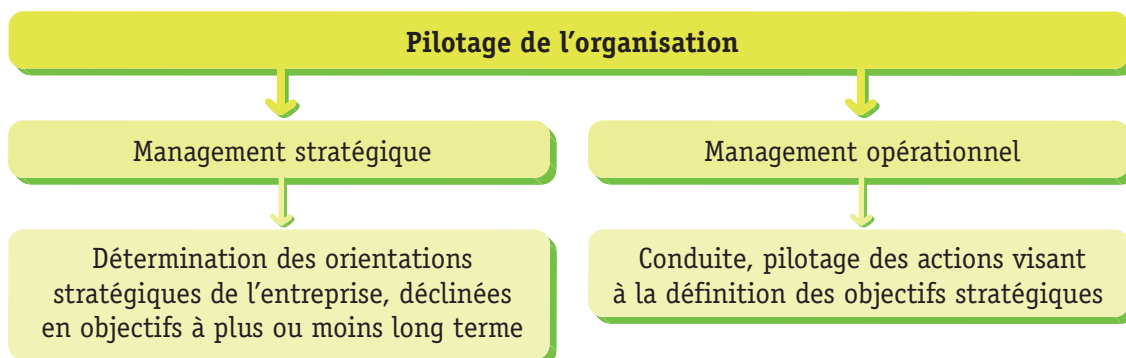 Pilotage de l'organisation
Management stratégique
Management opérationnel
Détermination des orientations
stratégiques de l'entreprise, déclinées
en objectifs à plus ou moins long terme
Conduite, pilotage des actions visant
à la définition des objectifs stratégiques